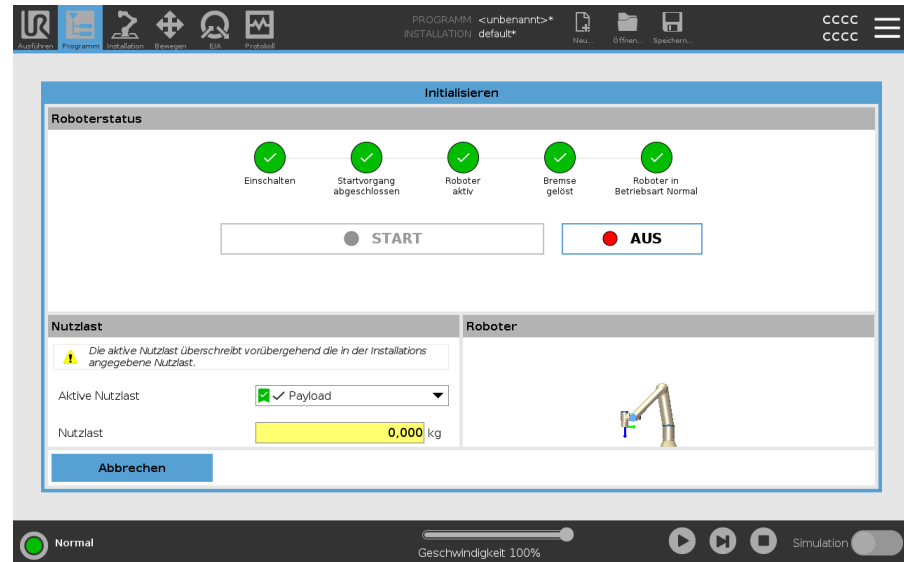 UR
Ausführen
Programm
Installation
Bewegen
E/A
Protokoll
PROGRAMM <unbenannt>*
INSTALLATION default*
Neu...
Öffnen...
Speichern...
cccc
cccc
Initialisieren
Roboterstatus
Einschalten
Startvorgang
abgeschlossen
Roboter
aktiv
Bremse
gelöst
Roboter in
Betriebsart Normal
START
AUS
Nutzlast
Die aktive Nutzlast überschreibt vorübergehend die in der Installations
angegebene Nutzlast.
Aktive Nutzlast
Payload
Nutzlast
0,000 kg
Roboter
Abbrechen
Normal
Geschwindigkeit 100%
Simulation